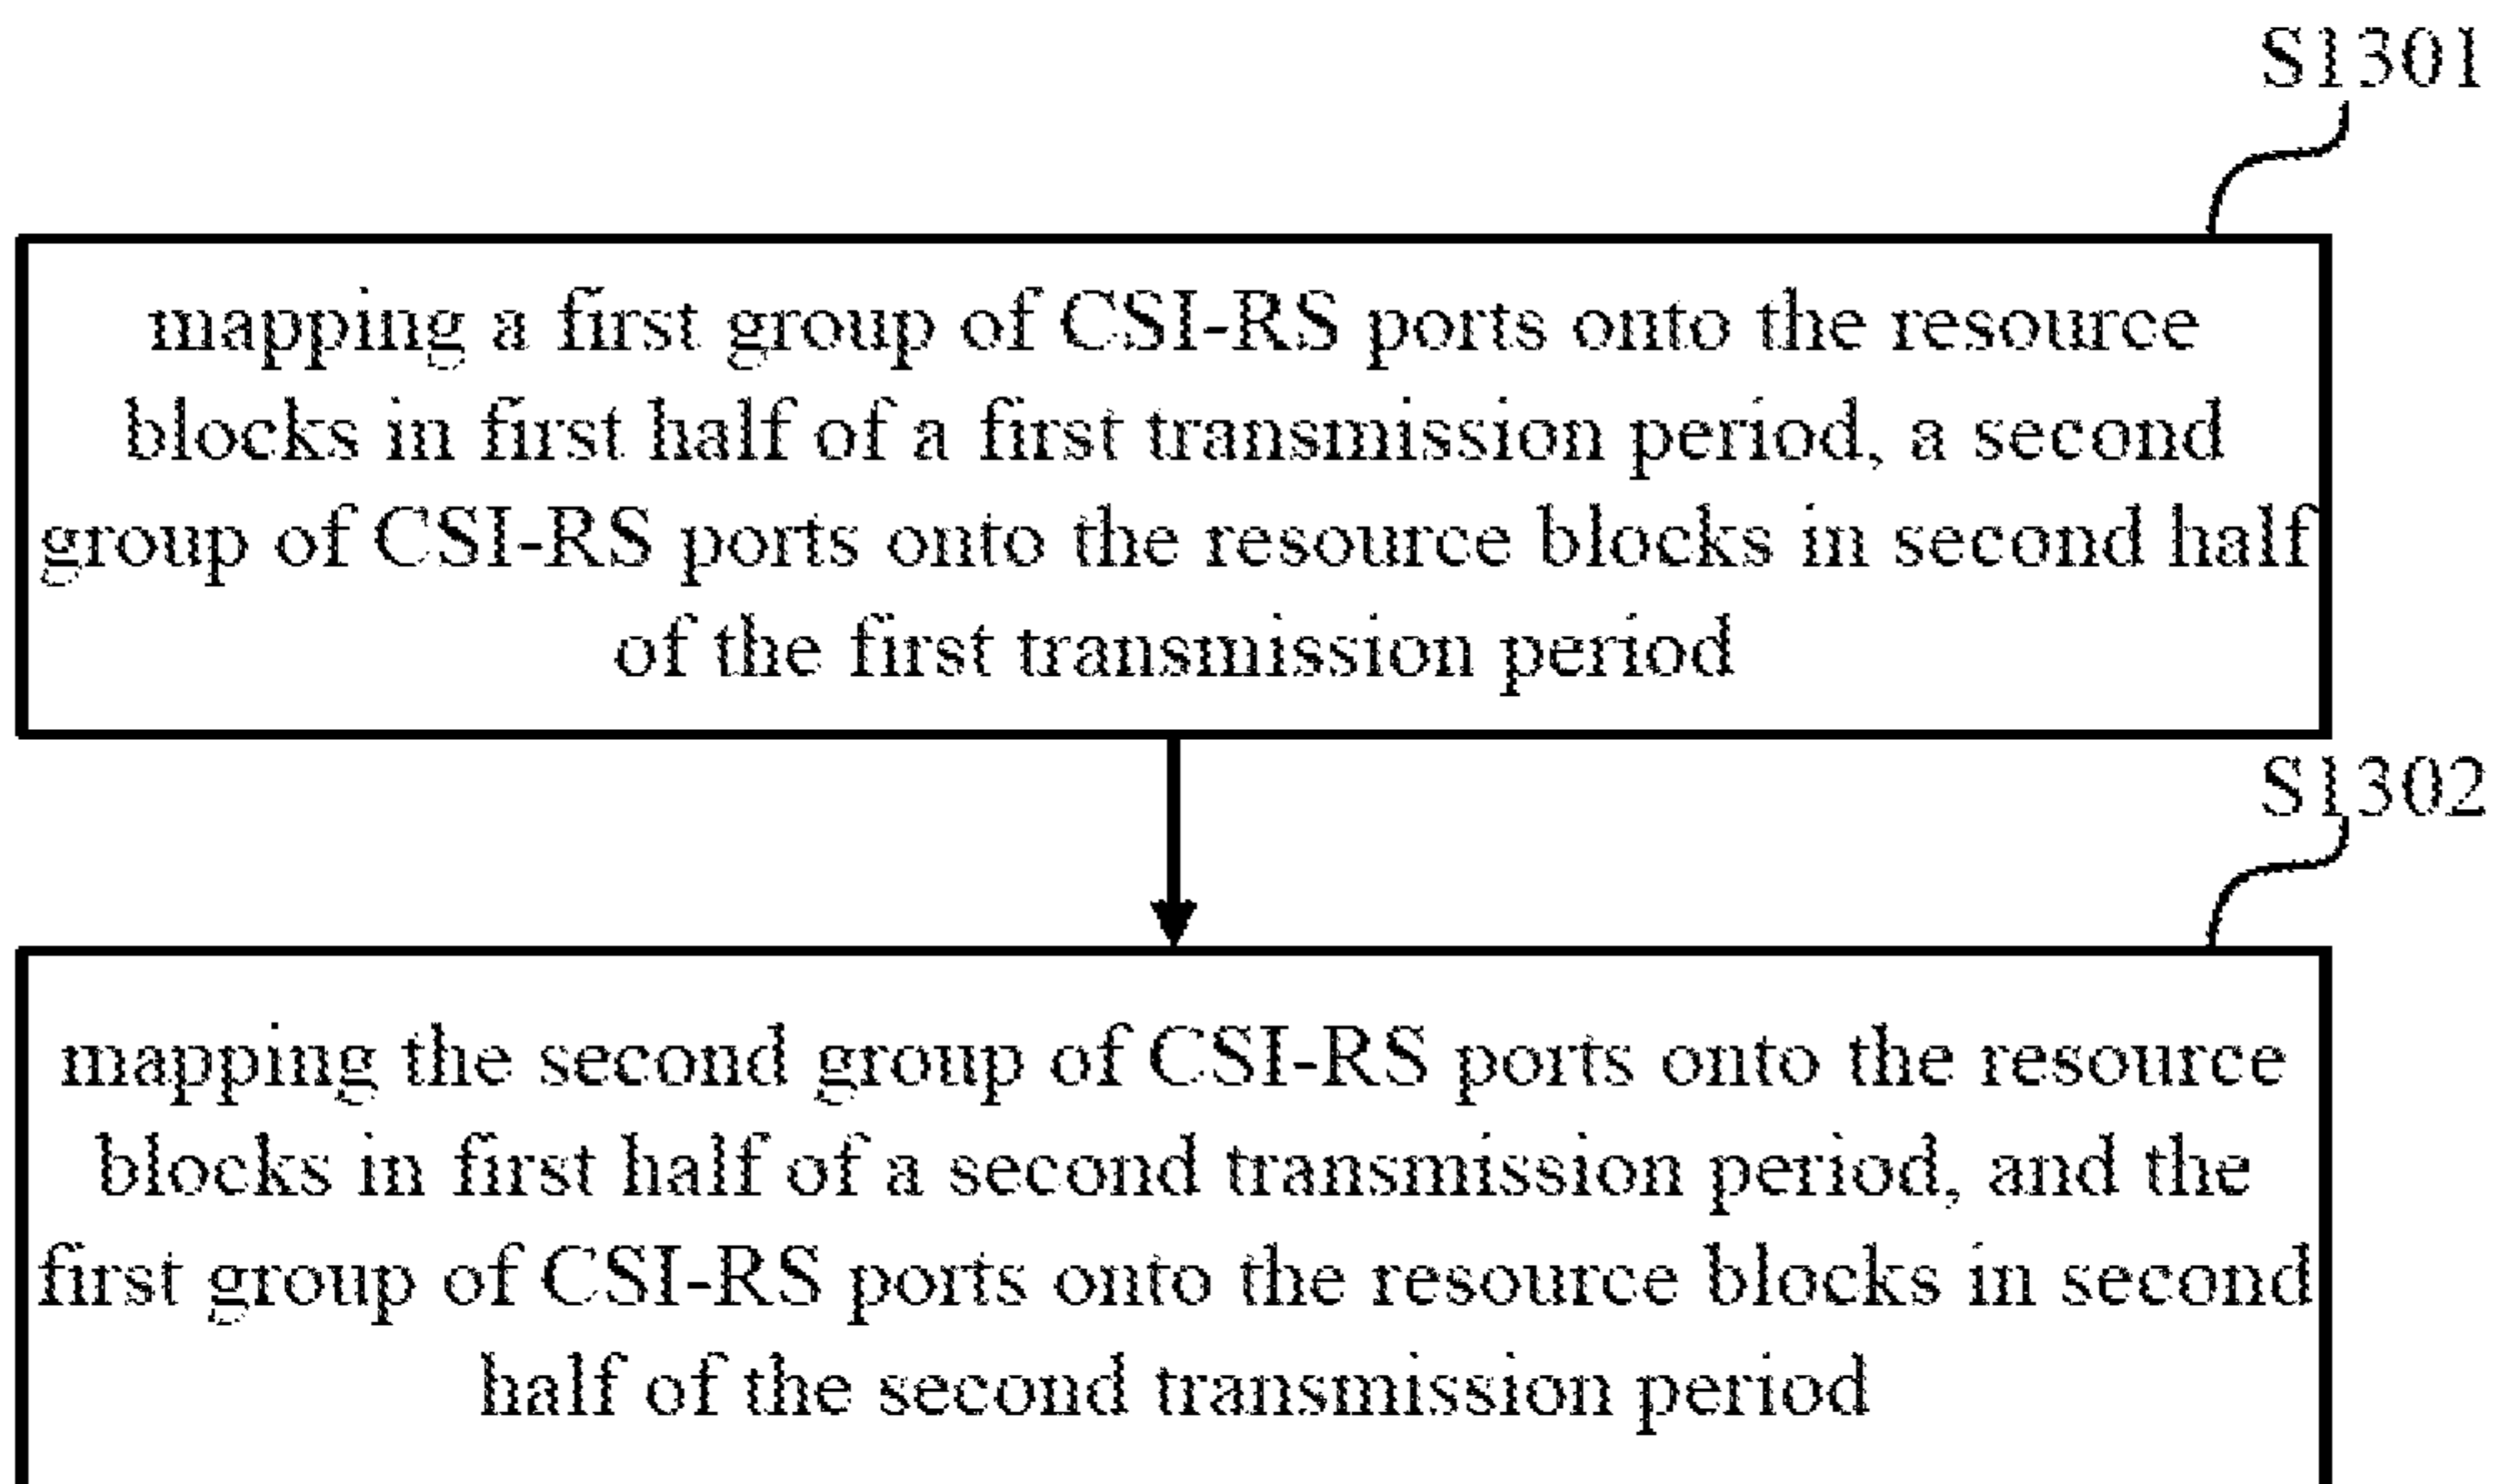 S1301
mapping a first group of CSI-RS ports onto the resource
blocks in first half of a first transmission period, a second
group of CSI-RS ports onto the resource blocks in second half
of the first transmission period
S1302
mapping the second group of CSI-RS ports onto the resource
blocks in first half of a second transmission period, and the
first group of CSI-RS ports onto the resource blocks in second
half of the second transmission period